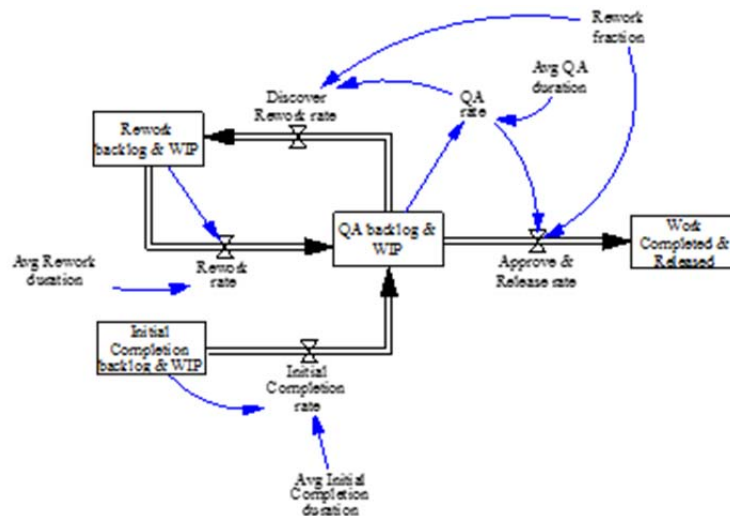 Rework
fraction
Avg QA
duration
QA
rate
Discover
Rework rate
Rework
backlog & WIP
QA backlog &
WIP
Work
Completed &
Released
Approve &
Release rate
Rework
rate
Avg Rework
duration
Initial
Completion
backlog & WIP
Initial
Completion
rate
Avg Initial
Completion
duration